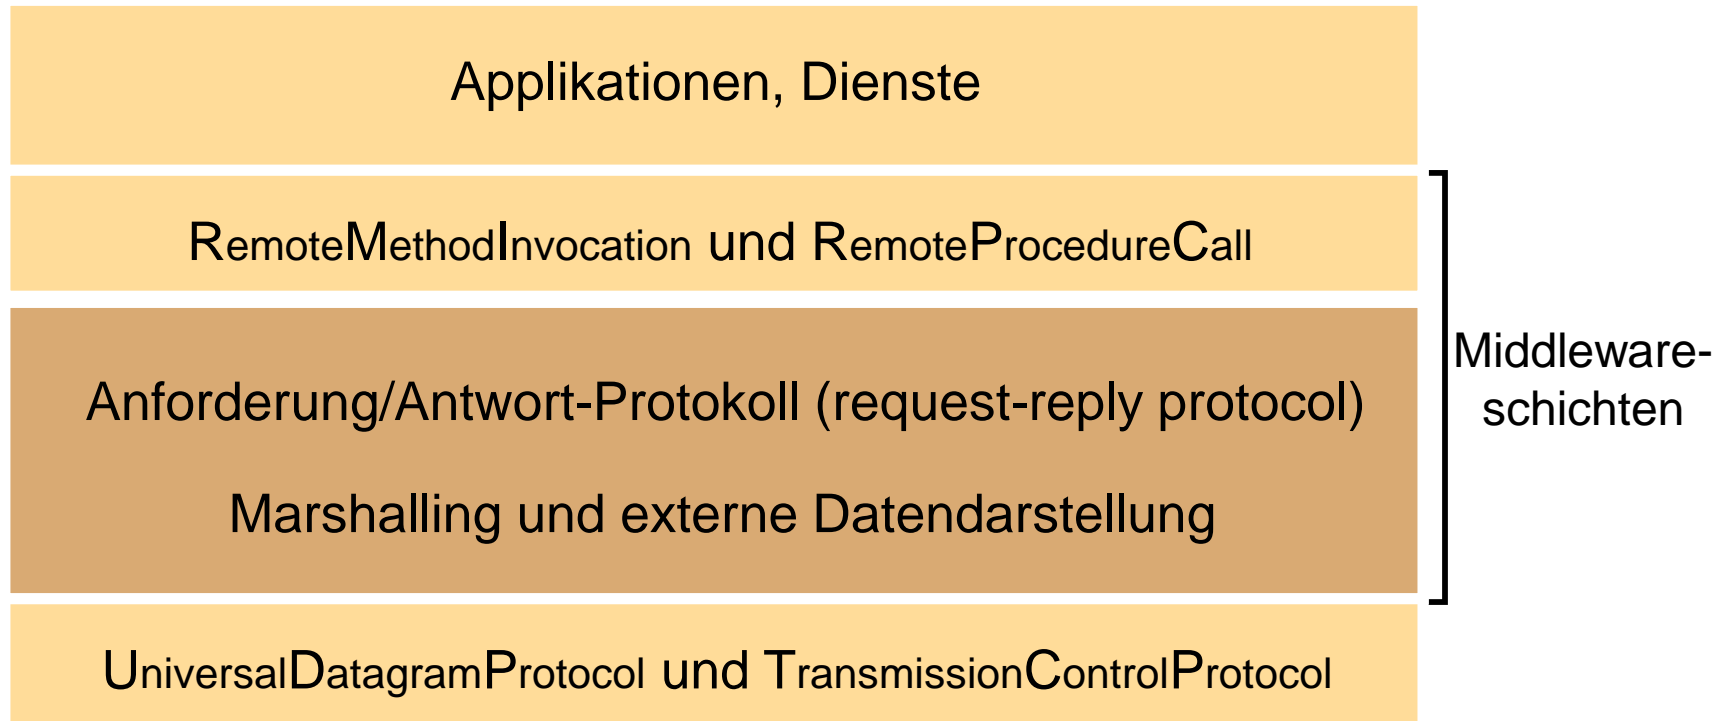 Applikationen, Dienste
RemoteMethodInvocation und RemoteProcedureCall
Anforderung/Antwort-Protokoll (request-reply protocol)
Marshalling und externe Datendarstellung
UniversalDatagramProtocol und TransmissionControlProtocol
Middleware-
schichten